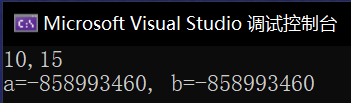 C:\ Microsoft Visual Studio 调试控制台
10,15
a=-858993460, b=-858993460